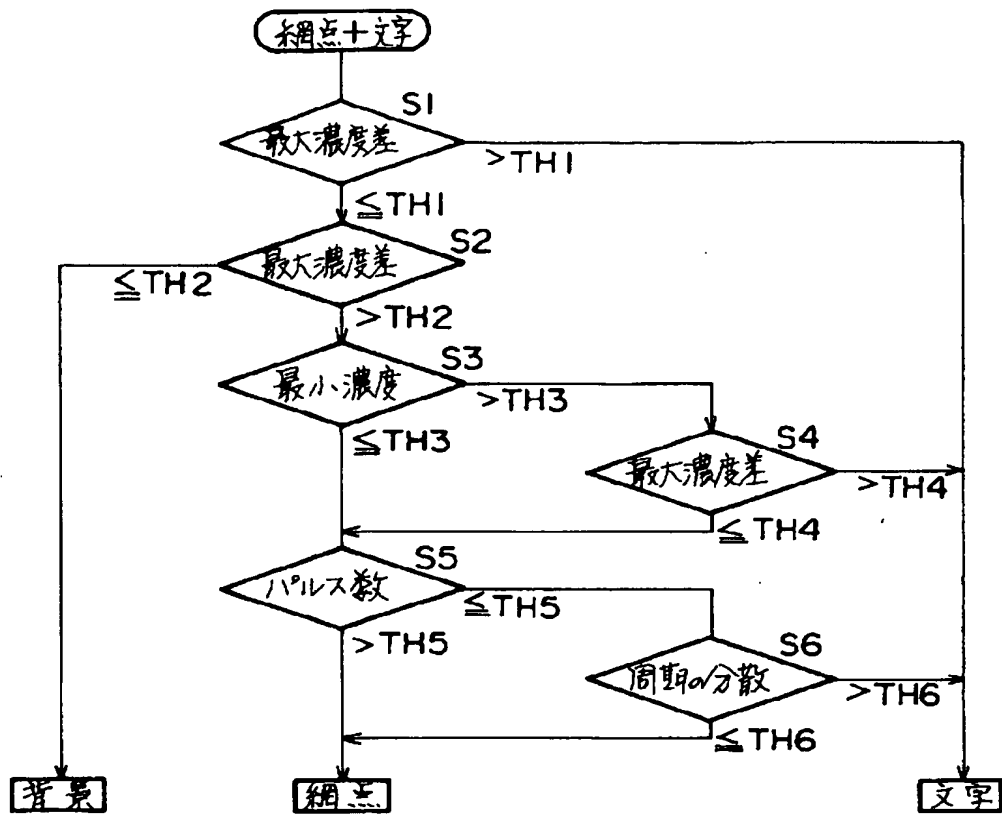 網点+文字
S1
最大濃度差
>TH1
≦TH1
S2
最大濃度差
≦TH2
>TH2
S3
最小濃度
>TH3
≦TH3
S4
最大濃度差
>TH4
≦TH4
S5
パルス数
≦TH5
>TH5
S6
周期の分散
>TH6
≦TH6
背景
網点
文字